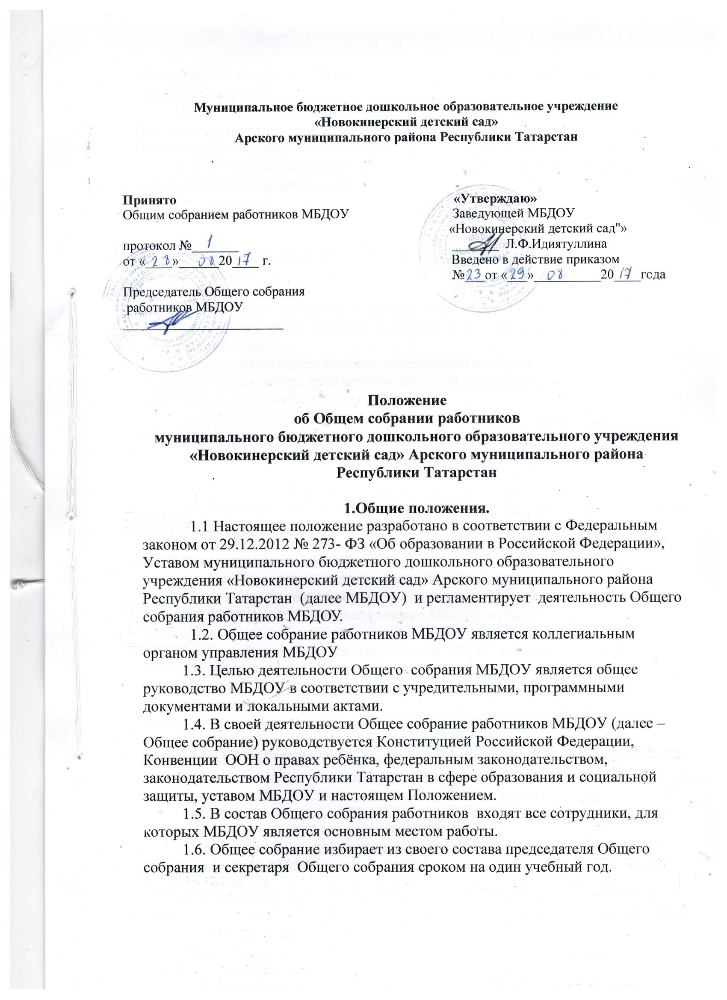 Муниципальное бюджетное дошкольное образовательное учреждение
«Новокинерский детский сад»
Арского муниципального района Республики Татарстан
Принято
Общим собранием работников МБДОУ
протокол № 1
от «28» 08 2017 г.
Председатель Общего собрания
работников МБДОУ
«Утверждаю»
Заведующей МБДОУ
«Новокинерский детский сад"»
Л.Ф.Идиятуллина
Введено в действие приказом
№ 23 от «29» 08 2017 года
Положение
об Общем собрании работников
муниципального бюджетного дошкольного образовательного учреждения
«Новокинерский детский сад» Арского муниципального района
Республики Татарстан
1.Общие положения.
1.1 Настоящее положение разработано в соответствии с Федеральным
законом от 29.12.2012 № 273- ФЗ «Об образовании в Российской Федерации»,
Уставом муниципального бюджетного дошкольного образовательного
учреждения «Новокинерский детский сад» Арского муниципального района
Республики Татарстан (далее МБДОУ) и регламентирует деятельность Общего
собрания работников МБДОУ.
1.2. Общее собрание работников МБДОУ является коллегиальным
органом управления МБДОУ
1.3. Целью деятельности Общего собрания МБДОУ является общее
руководство МБДОУ в соответствии с учредительными, программными
документами и локальными актами.
1.4. В своей деятельности Общее собрание работников МБДОУ (далее –
Общее собрание) руководствуется Конституцией Российской Федерации,
Конвенции ООН о правах ребёнка, федеральным законодательством,
законодательством Республики Татарстан в сфере образования и социальной
защиты, уставом МБДОУ и настоящем Положением.
1.5. В состав Общего собрания работников входят все сотрудники, для
которых МБДОУ является основным местом работы.
1.6. Общее собрание избирает из своего состава председателя Общего
собрания и секретаря Общего собрания сроком на один учебный год.